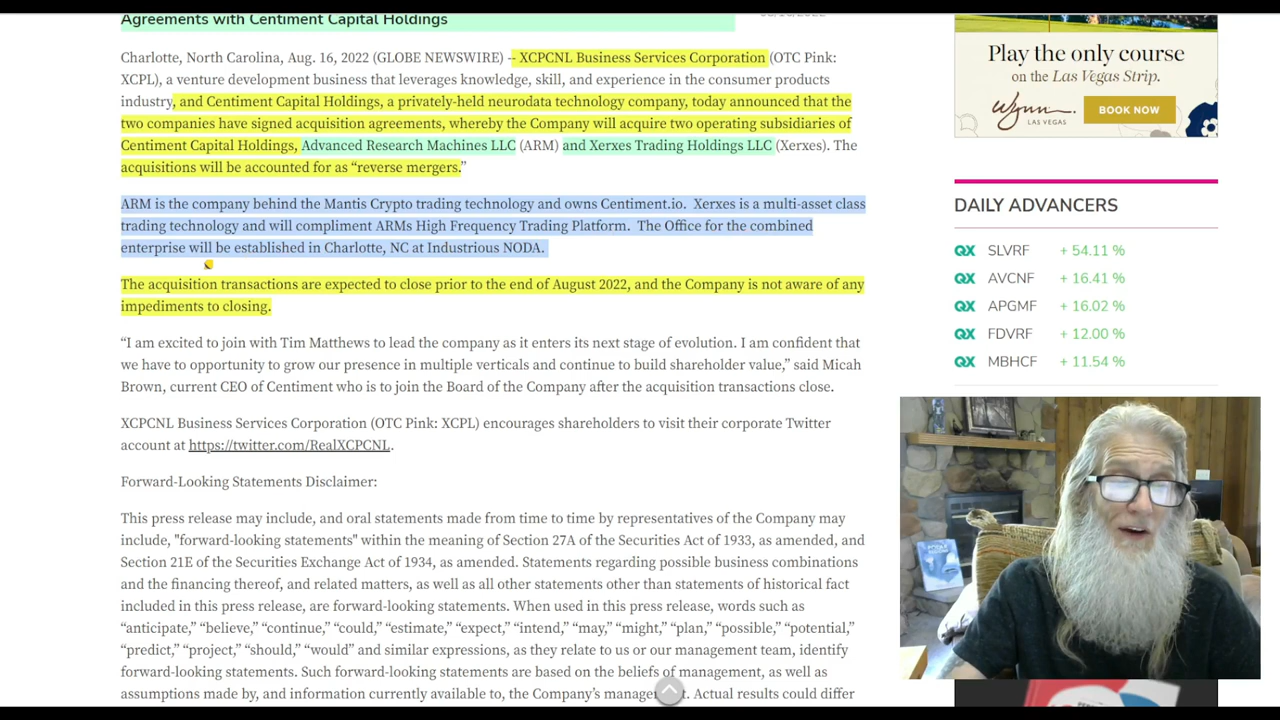 Agreements with Centiment Capital Holdings
Charlotte, North Carolina, Aug. 16, 2022 (GLOBE NEWSWIRE) -- XCPCNL Business Services Corporation (OTC Pink:
XCPL), a venture development business that leverages knowledge, skill, and experience in the consumer products
industry, and Centiment Capital Holdings, a privately-held neurodata technology company, today announced that the
two companies have signed acquisition agreements, whereby the Company will acquire two operating subsidiaries of
Centiment Capital Holdings, Advanced Research Machines LLC (ARM) and Xerxes Trading Holdings LLC (Xerxes). The
acquisitions will be accounted for as “reverse mergers.”
ARM is the company behind the Mantis Crypto trading technology and owns Centiment.io. Xerxes is a multi-asset class
trading technology and will compliment ARMs High Frequency Trading Platform. The Office for the combined
enterprise will be established in Charlotte, NC at Industrious NODA.
The acquisition transactions are expected to close prior to the end of August 2022, and the Company is not aware of any
impediments to closing.
“I am excited to join with Tim Matthews to lead the company as it enters its next stage of evolution. I am confident that
we have to opportunity to grow our presence in multiple verticals and continue to build shareholder value,” said Micah
Brown, current CEO of Centiment who is to join the Board of the Company after the acquisition transactions close.
XCPCNL Business Services Corporation (OTC Pink: XCPL) encourages shareholders to visit their corporate Twitter
account at https://twitter.com/RealXCPCNL.
Forward-Looking Statements Disclaimer:
This press release may include, and oral statements made from time to time by representatives of the Company may
include, "forward-looking statements" within the meaning of Section 27A of the Securities Act of 1933, as amended, and
Section 21E of the Securities Exchange Act of 1934, as amended. Statements regarding possible business combinations
and the financing thereof, and related matters, as well as all other statements other than statements of historical fact
included in this press release, are forward-looking statements. When used in this press release, words such as
“anticipate,” “believe,” “continue,” “could,” “estimate,” “expect,” “intend,” “may,” “might,” “plan,” “possible,” “potential,”
“predict,” “project,” “should,” “would” and similar expressions, as they relate to us or our management team, identify
forward-looking statements. Such forward-looking statements are based on the beliefs of management, as well as
assumptions made by, and information currently available to, the Company’s management. Actual results could differ
Play the only course
on the Las Vegas Strip.
Wynn
LAS VEGAS
BOOK NOW
DAILY ADVANCERS
QX SLVRF + 54.11 %
QX AVCNF + 16.41 %
QX APGMF + 16.02 %
QX FDVRF + 12.00 %
QX MBHCF + 11.54 %